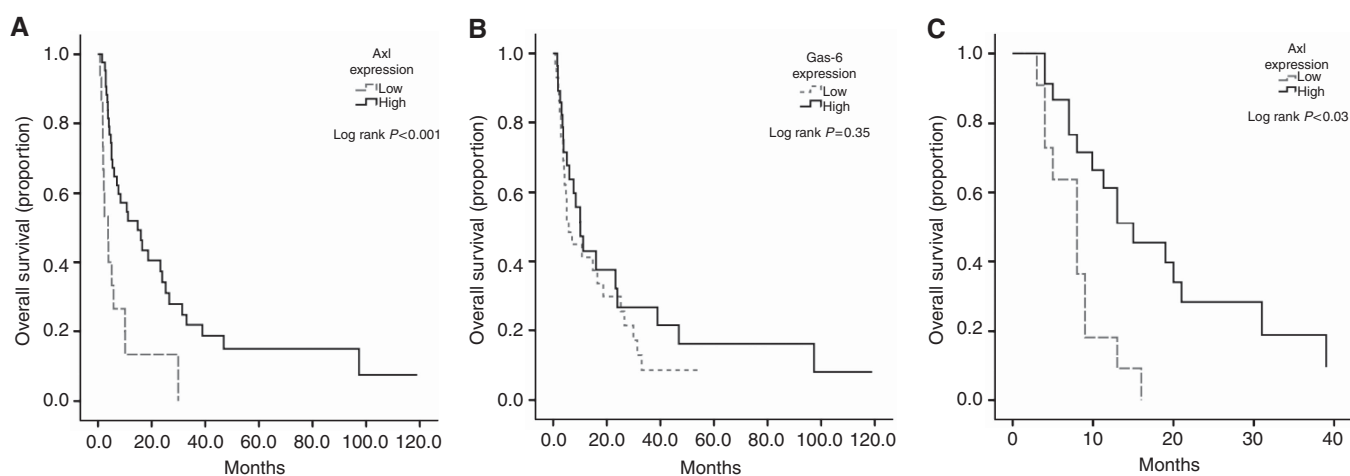 A
Axl
expression
Low
High
Log rank P<0.001
Overall survival (proportion)
1.0
0.8
0.6
0.4
0.2
0.0
0.0 20.0 40.0 60.0 80.0 100.0 120.0
Months
B
Gas-6
expression
Low
High
Log rank P=0.35
Overall survival (proportion)
1.0
0.8
0.6
0.4
0.2
0.0
0.0 20.0 40.0 60.0 80.0 100.0 120.0
Months
C
Axl
expression
Low
High
Log rank P<0.03
Overall survival (proportion)
1.0
0.8
0.6
0.4
0.2
0.0
0 10 20 30 40
Months